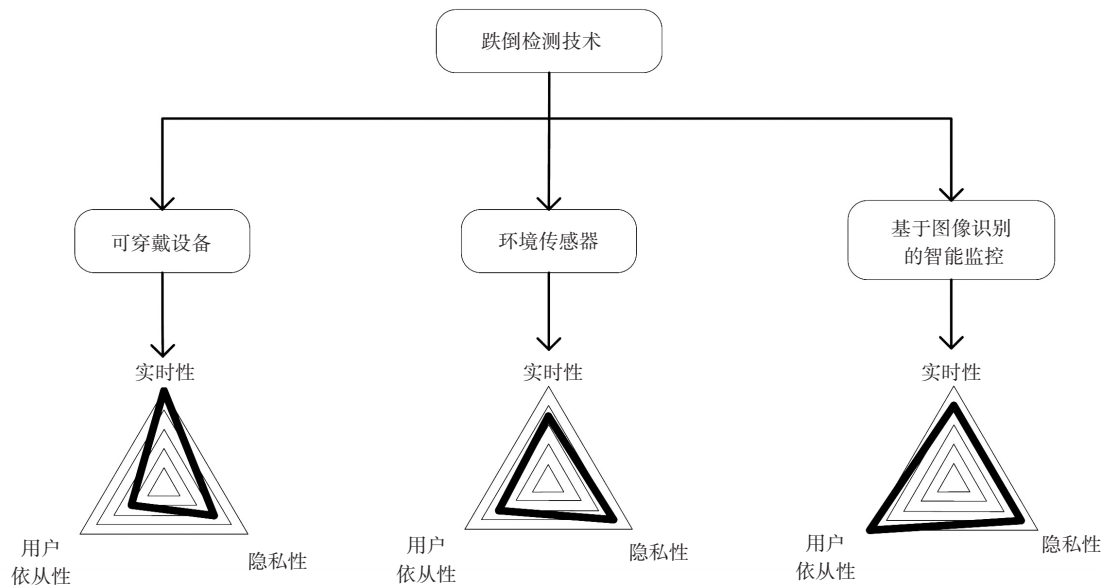 跌倒检测技术
可穿戴设备
环境传感器
基于图像识别
的智能监控
实时性
用户
依从性
隐私性
实时性
用户
依从性
隐私性
实时性
用户
依从性
隐私性